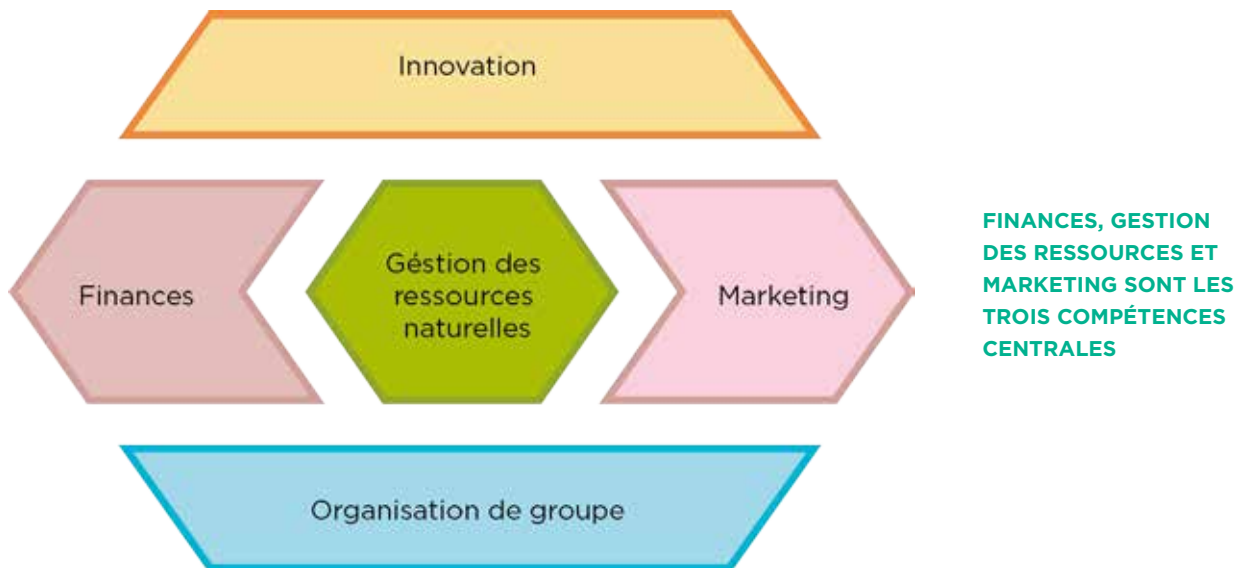 Innovation
Finances
Géstion des
ressources
naturelles
Marketing
FINANCES, GESTION
DES RESSOURCES ET
MARKETING SONT LES
TROIS COMPÉTENCES
CENTRALES
Organisation de groupe